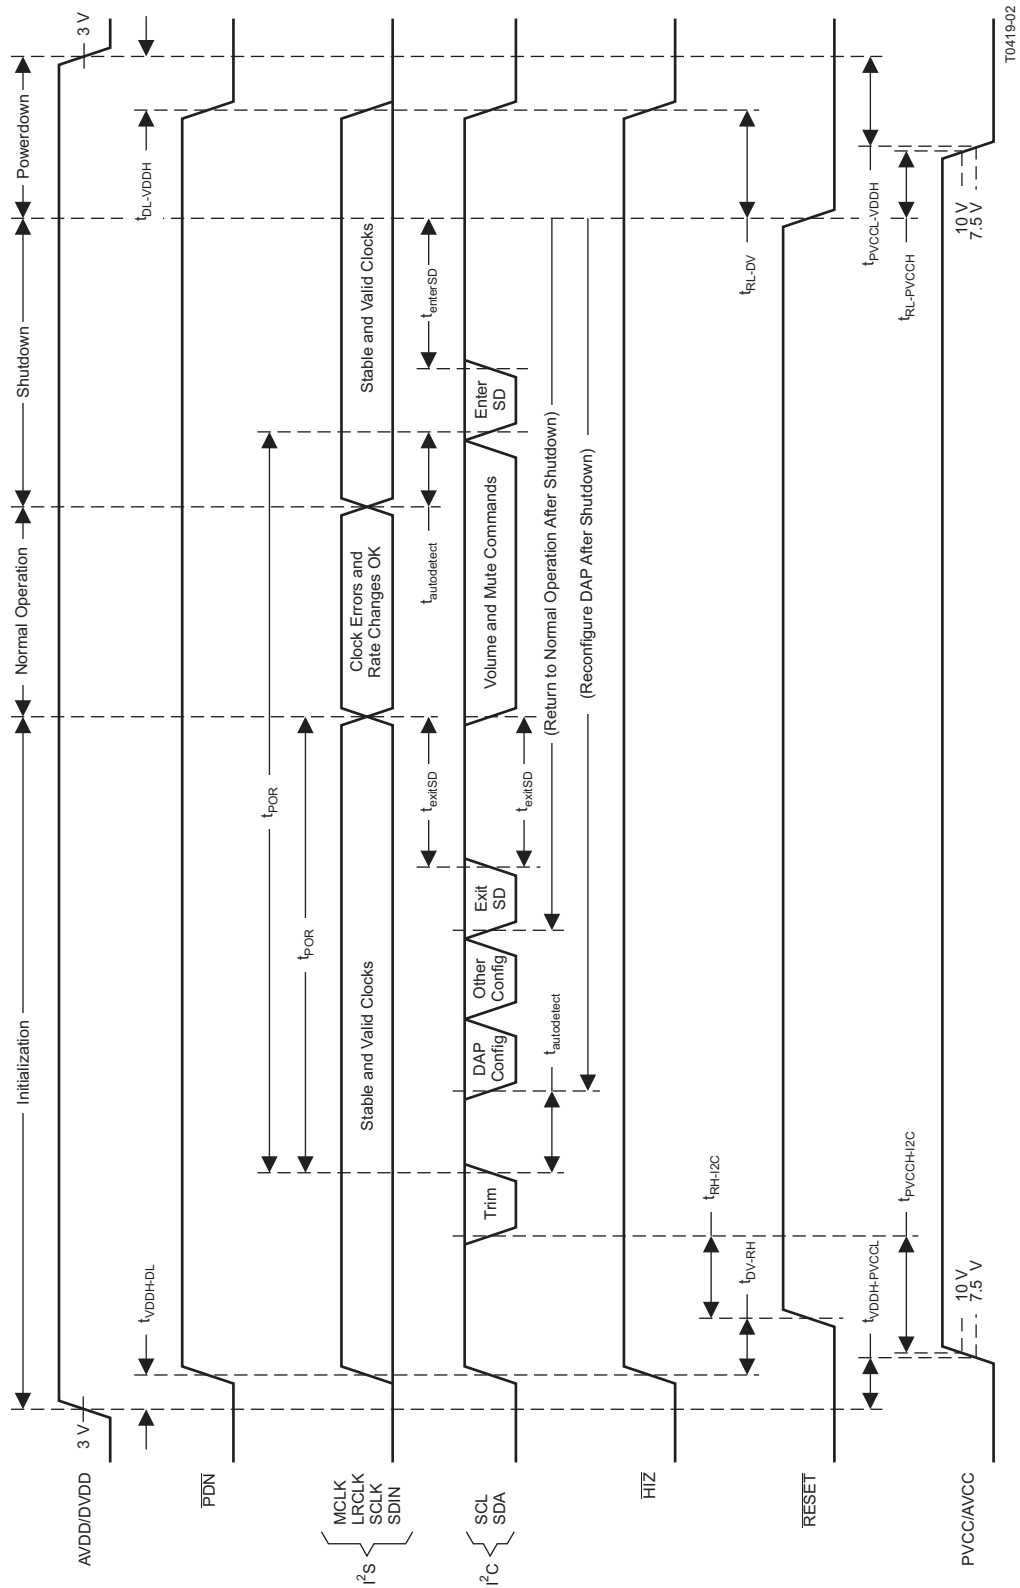 Initialization
Normal Operation
Shutdown
Powerdown
AVDD/DVDD
3 V
3 V
tVDDH-DL
tDL-VDDH
PDN
tPOR
tPOR
I²S
MCLK
LRCLK
SCLK
SDIN
Stable and Valid Clocks
Clock Errors and
Rate Changes OK
Stable and Valid Clocks
texitSD
tautodetect
tenterSD
I²C
SCL
SDA
Trim
DAP
Config
Other
Config
Exit
SD
Volume and Mute Commands
Enter
SD
texitSD
tautodetect
(Return to Normal Operation After Shutdown)
(Reconfigure DAP After Shutdown)
HIZ
tRH-I2C
tDV-RH
tRL-DV
RESET
tVDDH-PVCCL
tPVCCH-I2C
tPVCCL-VDDH
tRL-PVCCH
PVCC/AVCC
10 V
7.5 V
10 V
7.5 V
T0419-02